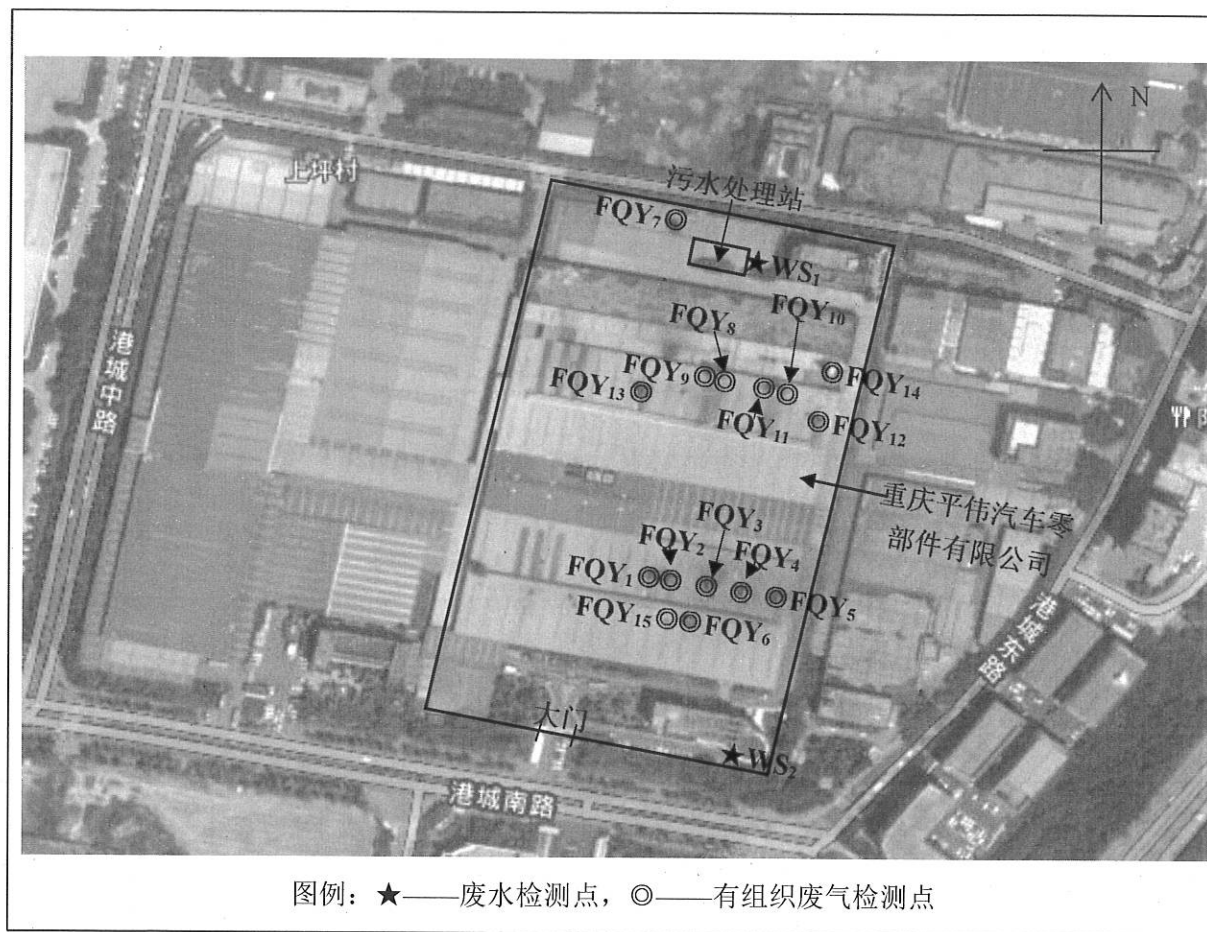 N
上坪村
污水处理站
FQY₇
WS₁
FQY₁₀
FQY₈
港城中路
FQY₉
FQY₁₄
FQY₁₃
FQY₁₁
FQY₁₂
重庆平伟汽车零
部件有限公司
FQY₃
FQY₂
FQY₄
FQY₁
FQY₅
FQY₁₅
FQY₆
港城东路
大门
WS₂
港城南路
图例：★——废水检测点，◎——有组织废气检测点